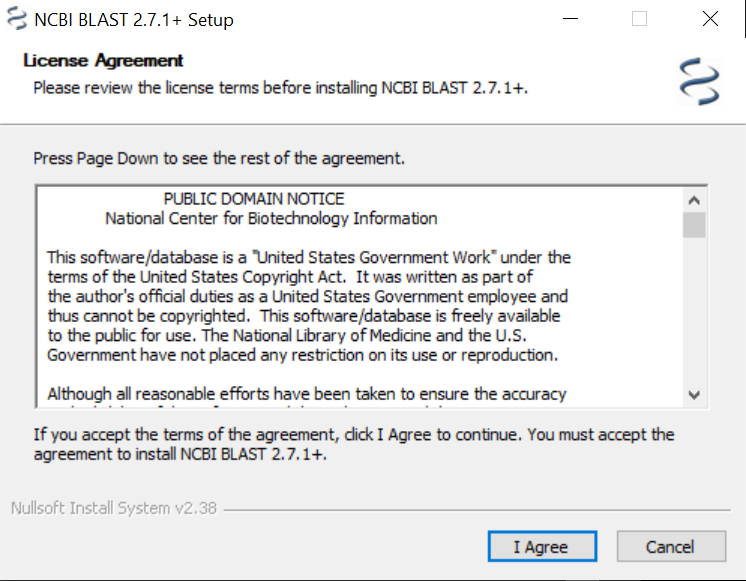 NCBI BLAST 2.7.1+ Setup
License Agreement
Please review the license terms before installing NCBI BLAST 2.7.1+.
Press Page Down to see the rest of the agreement.
PUBLIC DOMAIN NOTICE
National Center for Biotechnology Information
This software/database is a "United States Government Work" under the
terms of the United States Copyright Act.  It was written as part of
the author's official duties as a United States Government employee and
thus cannot be copyrighted.  This software/database is freely available
to the public for use. The National Library of Medicine and the U.S.
Government have not placed any restriction on its use or reproduction.
Although all reasonable efforts have been taken to ensure the accuracy
If you accept the terms of the agreement, click I Agree to continue. You must accept the
agreement to install NCBI BLAST 2.7.1+.
Nullsoft Install System v2.38
I Agree
Cancel